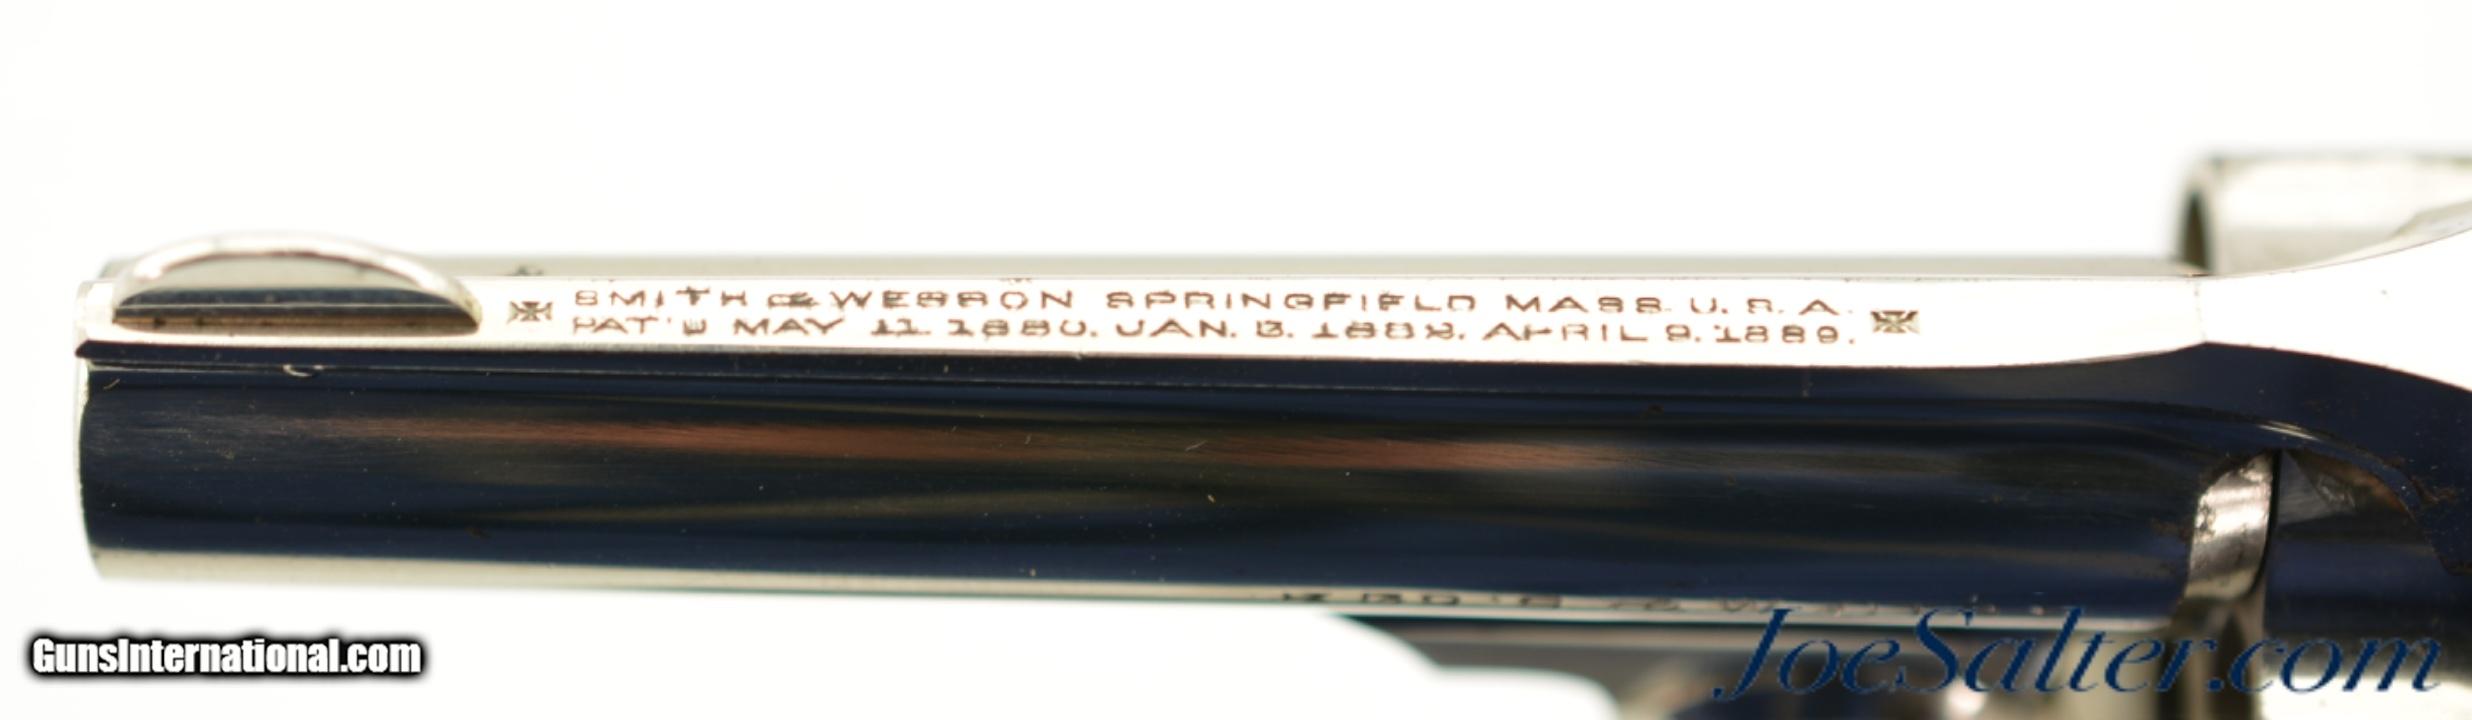 SMITH & WESSON SPRINGFIELD MASS. U.S.A.
PAT'D MAY 11. 1880. JAN. 3. 1882. APRIL 9. 1889.
GunsInternational.com
JoeSalter.com